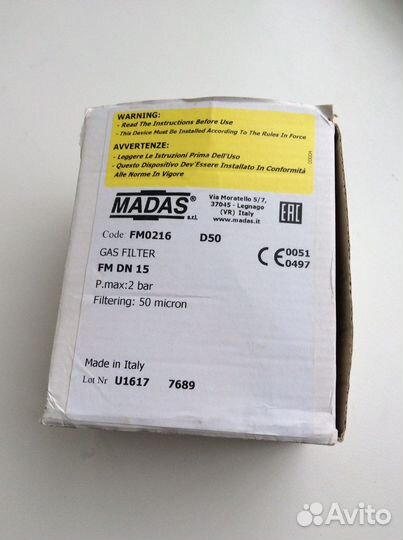 WARNING:
- Read The Instructions Before Use
- This Device Must Be Installed According To The Rules In Force
AVVERTENZE:
- Leggere Le Istruzioni Prima Dell'Uso
- Questo Dispositivo Dev'Essere Installato In Conformità
Alle Norme In Vigore
MADAS s.r.l.
Via Moratello 5/7,
37045 - Legnago
(VR) Italy
www.madas.it
EAC
Code FM0216 D50
GAS FILTER
CE 0051
0497
FM DN 15
P.max:2 bar
Filtering: 50 micron
Made in Italy
Lot Nr U1617 7689
Avito